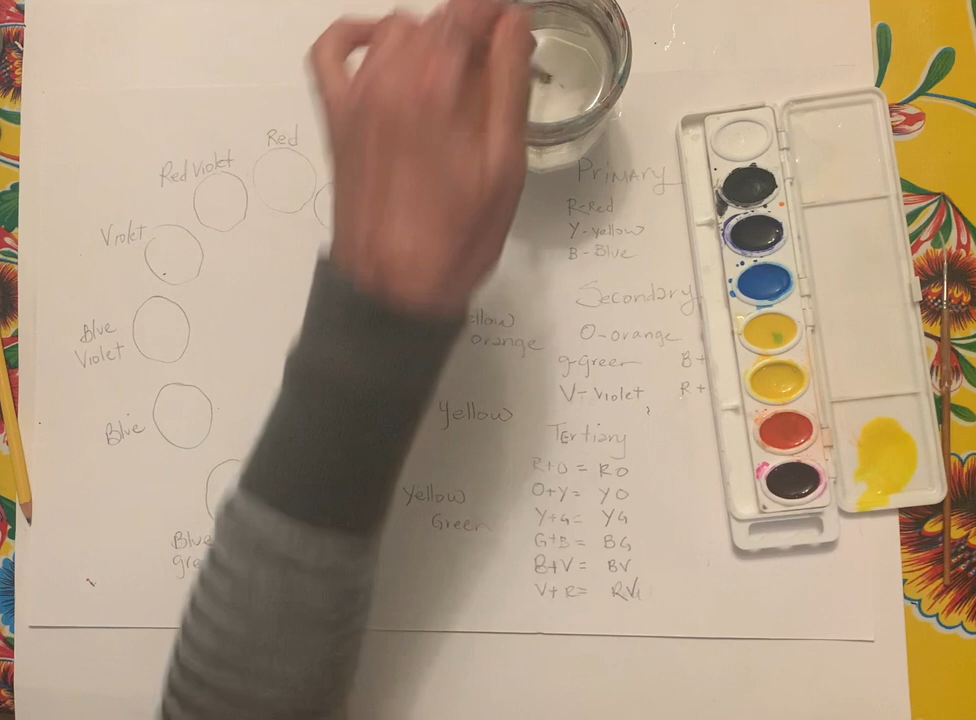 Red
Red Violet
Violet
Blue
Violet
Blue
Blue
Yellow
Green
Yellow
orange
Primary
R-Red
Y-yellow
B-Blue
Secondary
O-orange
g-Green B+
V-Violet, R+
Tertiary
R+O = RO
O+Y = YO
Y+G = YG
G+B = BG
B+V = BV
V+R = RV